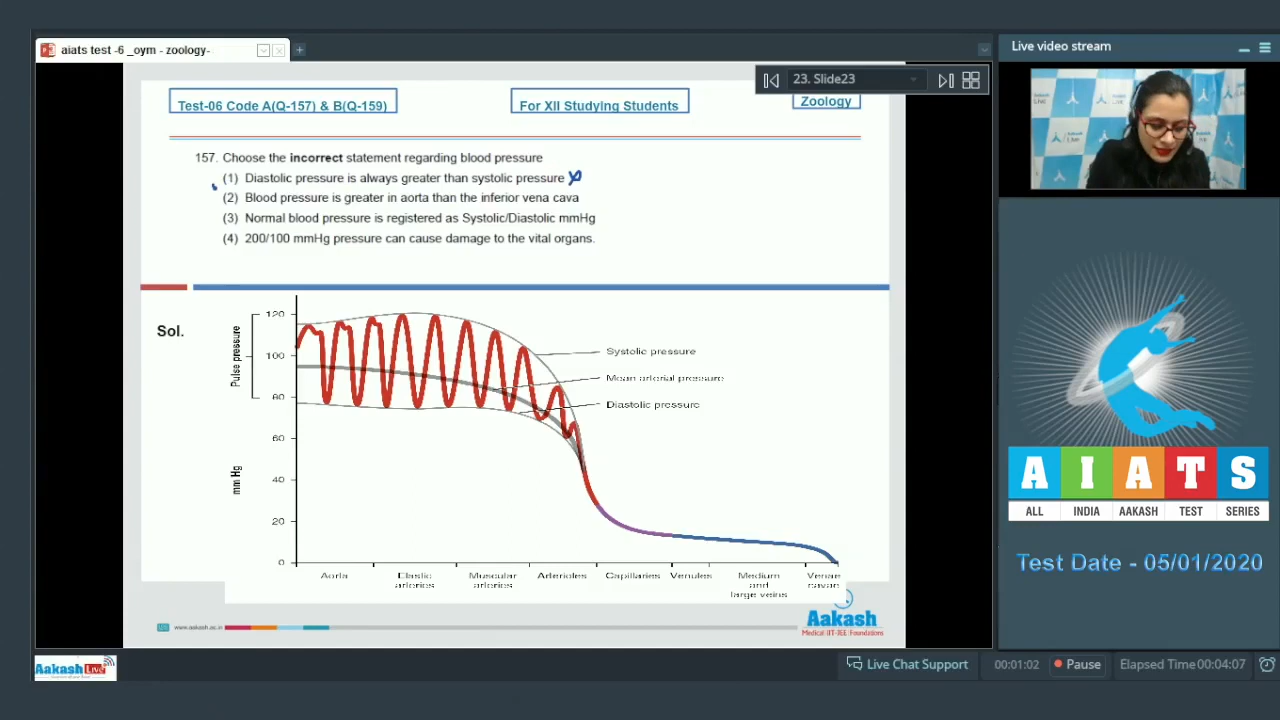 aiats test -6 _oym - zoology-
Live video stream
23. Slide23
Test-06 Code A(Q-157) & B(Q-159)
For XII Studying Students
Zoology
157. Choose the incorrect statement regarding blood pressure
(1) Diastolic pressure is always greater than systolic pressure
(2) Blood pressure is greater in aorta than the inferior vena cava
(3) Normal blood pressure is registered as Systolic/Diastolic mmHg
(4) 200/100 mmHg pressure can cause damage to the vital organs.
Sol.
Pulse pressure
mm Hg
120
100
80
60
40
20
0
Systolic pressure
Mean arterial pressure
Diastolic pressure
Aorta
Elastic
arteries
Muscular
arteries
Arterioles
Capillaries
Venules
Medium
and
large veins
Venae
cavae
www.aakash.ac.in
Aakash
Medical IIT-JEE Foundations
A I A T S
ALL INDIA AAKASH TEST SERIES
Test Date - 05/01/2020
Aakash Live
Live Chat Support
00:01:02
Pause
Elapsed Time 00:04:07